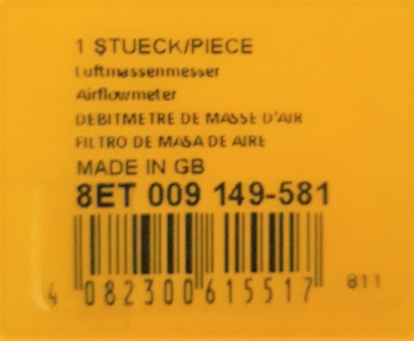 1 STUECK/PIECE
Luftmassenmesser
Airflowmeter
DEBITMETRE DE MASSE D'AIR
FILTRO DE MASA DE AIRE
MADE IN GB
8ET 009 149-581
4 082300 615517 811